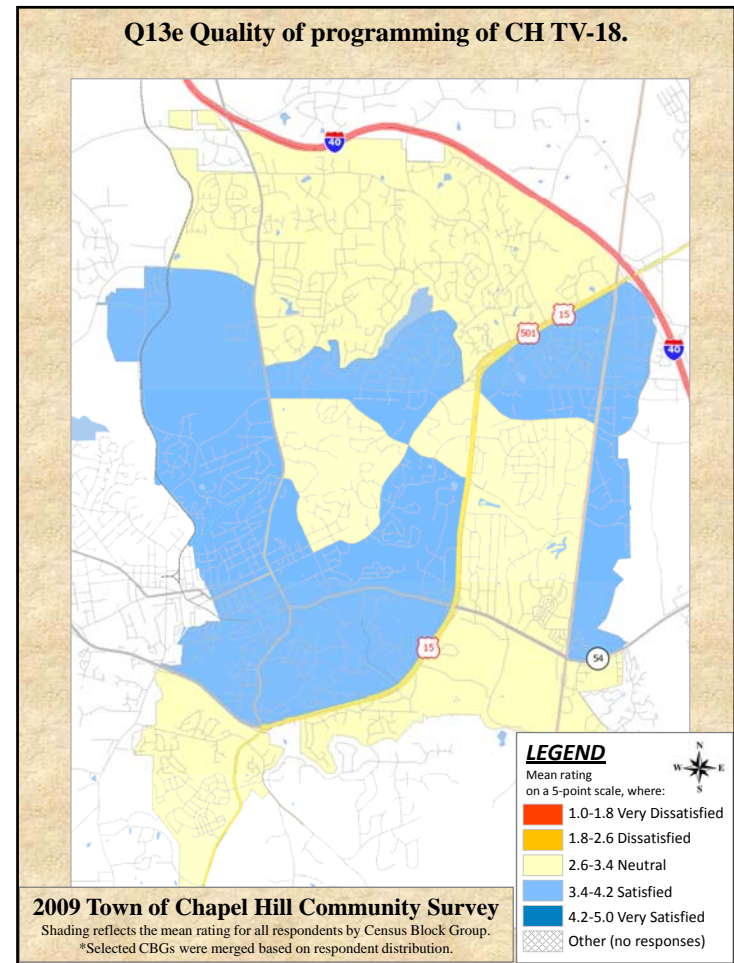 Q13e Quality of programming of CH TV-18.
40
15
501
40
15
54
LEGEND
Mean rating
on a 5-point scale, where:
N
W E
S
1.0-1.8 Very Dissatisfied
1.8-2.6 Dissatisfied
2.6-3.4 Neutral
3.4-4.2 Satisfied
4.2-5.0 Very Satisfied
Other (no responses)
2009 Town of Chapel Hill Community Survey
Shading reflects the mean rating for all respondents by Census Block Group.
*Selected CBGs were merged based on respondent distribution.